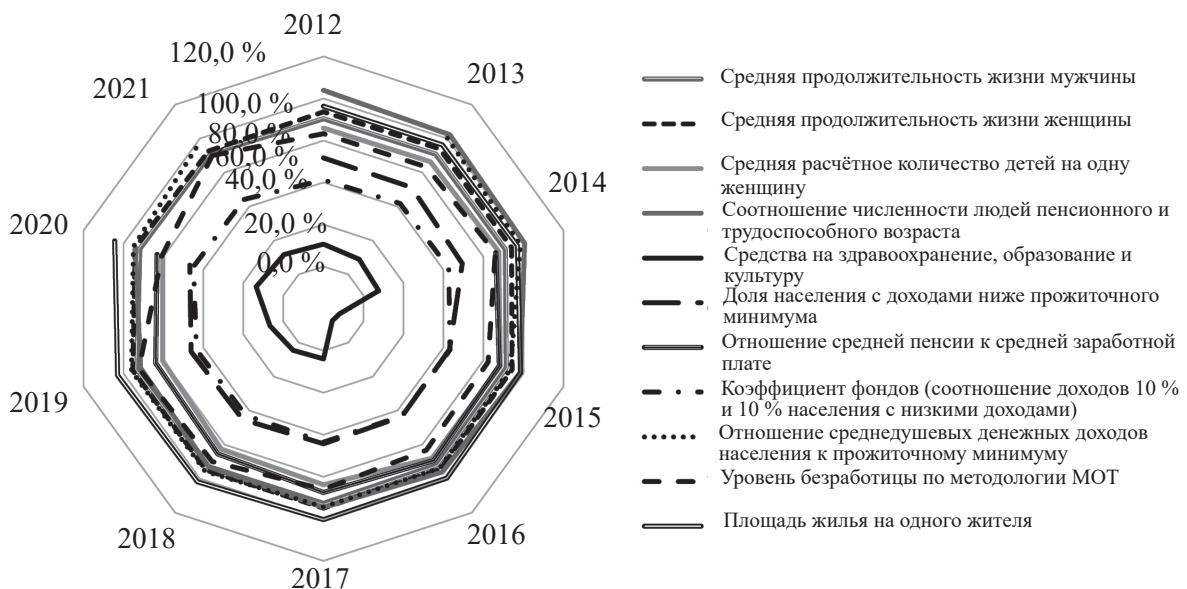 2012
120,0 %
2013
2021
100,0 %
80,0 %
60,0 %
2014
40,0 %
2020
20,0 %
0,0 %
2019
2015
2018
2016
2017
Средняя продолжительность жизни мужчины
Средняя продолжительность жизни женщины
Средняя расчётное количество детей на одну
женщину
Соотношение численности людей пенсионного и
трудоспособного возраста
Средства на здравоохранение, образование и
культуру
Доля населения с доходами ниже прожиточного
минимума
Отношение средней пенсии к средней заработной
плате
Коэффициент фондов (соотношение доходов 10 %
и 10 % населения с низкими доходами)
Отношение среднедушевых денежных доходов
населения к прожиточному минимуму
Уровень безработицы по методологии МОТ
Площадь жилья на одного жителя